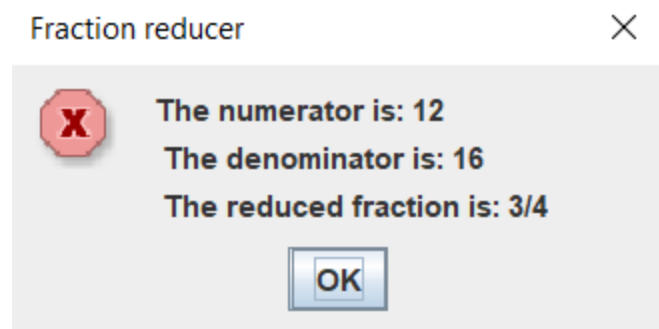 Fraction reducer
The numerator is: 12
The denominator is: 16
The reduced fraction is: 3/4
OK